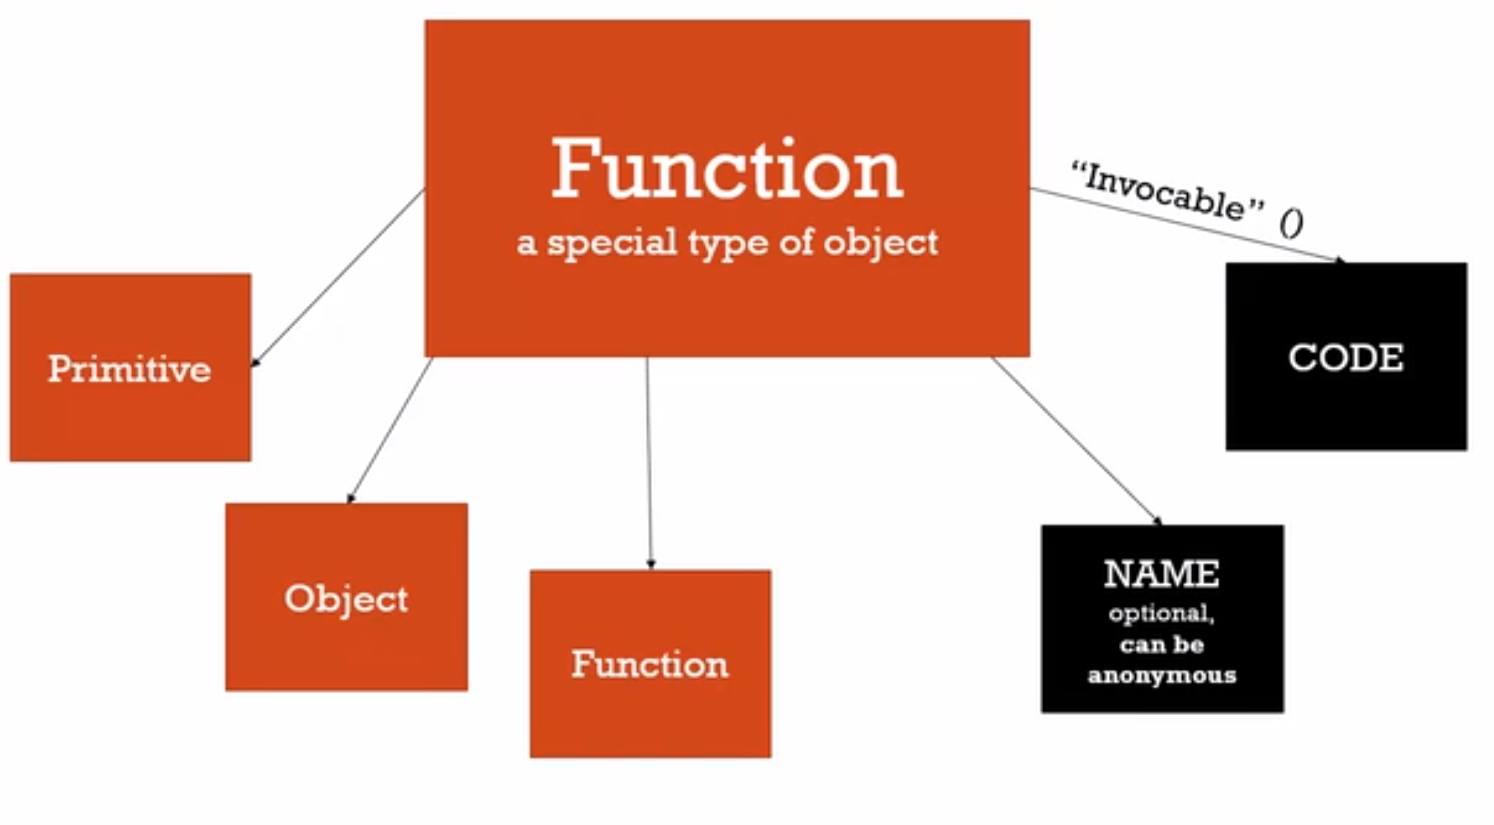 Function
a special type of object
“Invocable” ()
Primitive
CODE
Object
Function
NAME
optional,
can be
anonymous